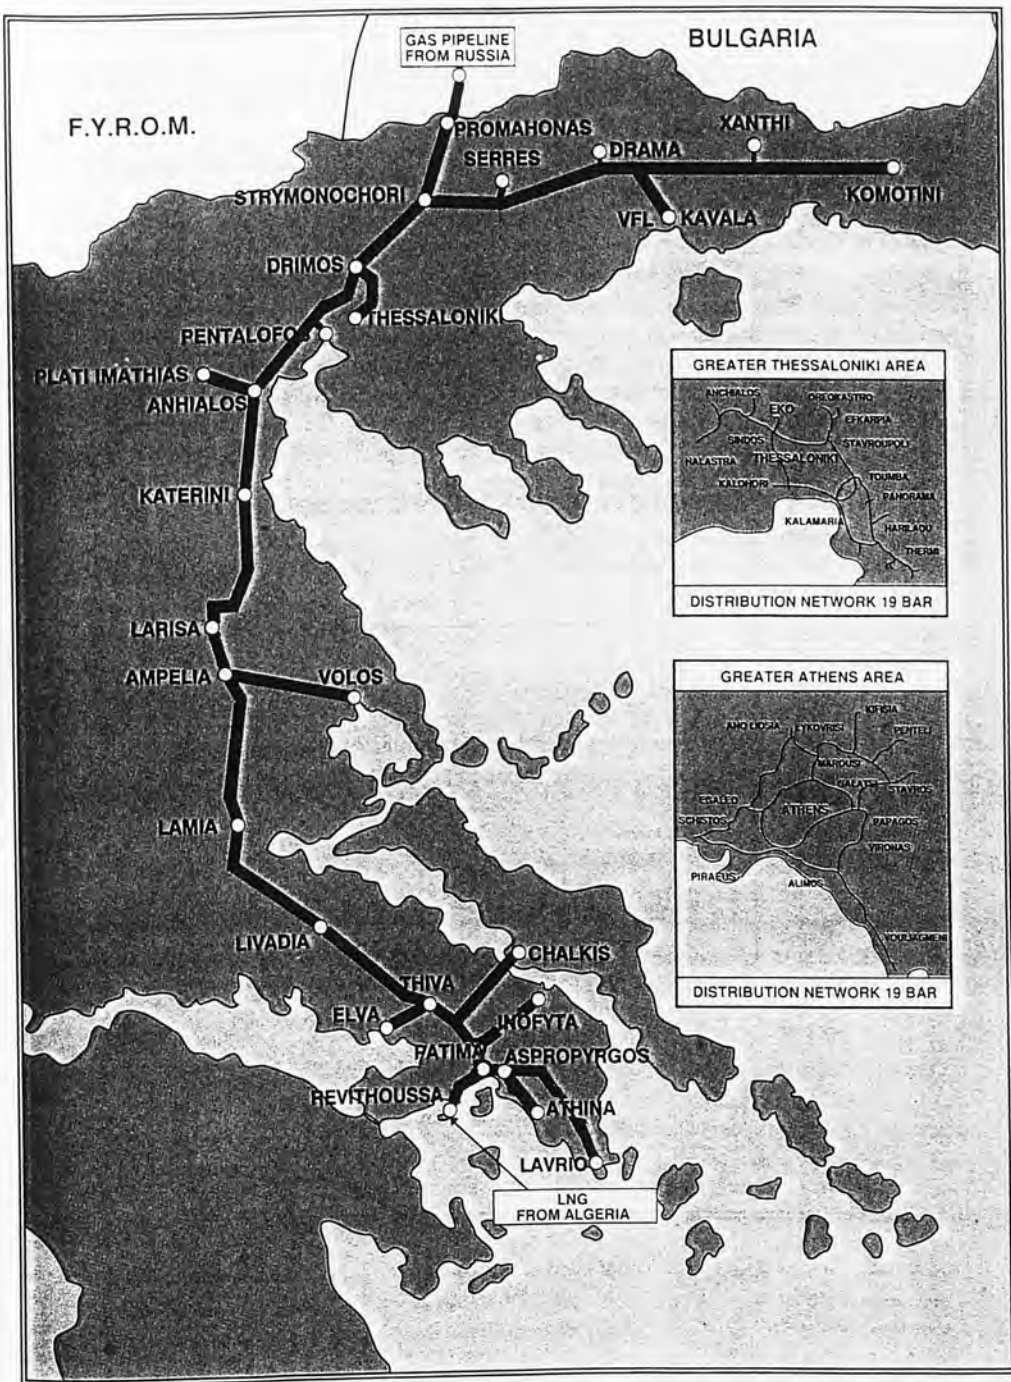 GAS PIPELINE
FROM RUSSIA
BULGARIA
F.Y.R.O.M.
PROMAHONAS
XANTHI
SERRES
DRAMA
STRYMONOCHORI
KOMOTINI
VFL
KAVALA
DRIMOS
THESSALONIKI
PENTALOFOS
PLATI IMATHIAS
ANHIALOS
KATERINI
LARISA
AMPELIA
VOLOS
LAMIA
LIVADIA
CHALKIS
THIVA
ELVA
INOFYTA
PATIMA
ASPROPYRGOS
REVITHOUSSA
ATHINA
LAVRIO
LNG
FROM ALGERIA
GREATER THESSALONIKI AREA
ANCHIALOS
OREOKASTRO
EKO
EFKARPIA
SINDOS
STAVROUPOLI
HALASTRA
THESSALONIKI
TOUMBA
KALOHORI
PANORAMA
KALAMARIA
HARILAOU
THERMI
DISTRIBUTION NETWORK 19 BAR
GREATER ATHENS AREA
KIFISIA
ANO LIOSIA
LYKOVRISI
PENTELI
MAROUSI
GALATSI
STAVROS
EGALEO
ATHENS
SCHISTOS
PAPAGOS
VIRONAS
PIRAEUS
ALIMOS
VOULIAGMENI
DISTRIBUTION NETWORK 19 BAR